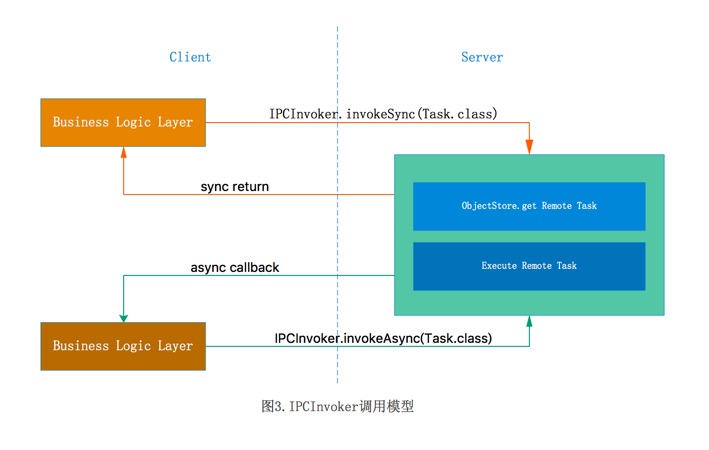 Client
Server
IPCInvoker.invokeSync(Task.class)
Business Logic Layer
sync return
ObjectStore.get Remote Task
Execute Remote Task
async callback
IPCInvoker.invokeAsync(Task.class)
Business Logic Layer
图3.IPCInvoker调用模型